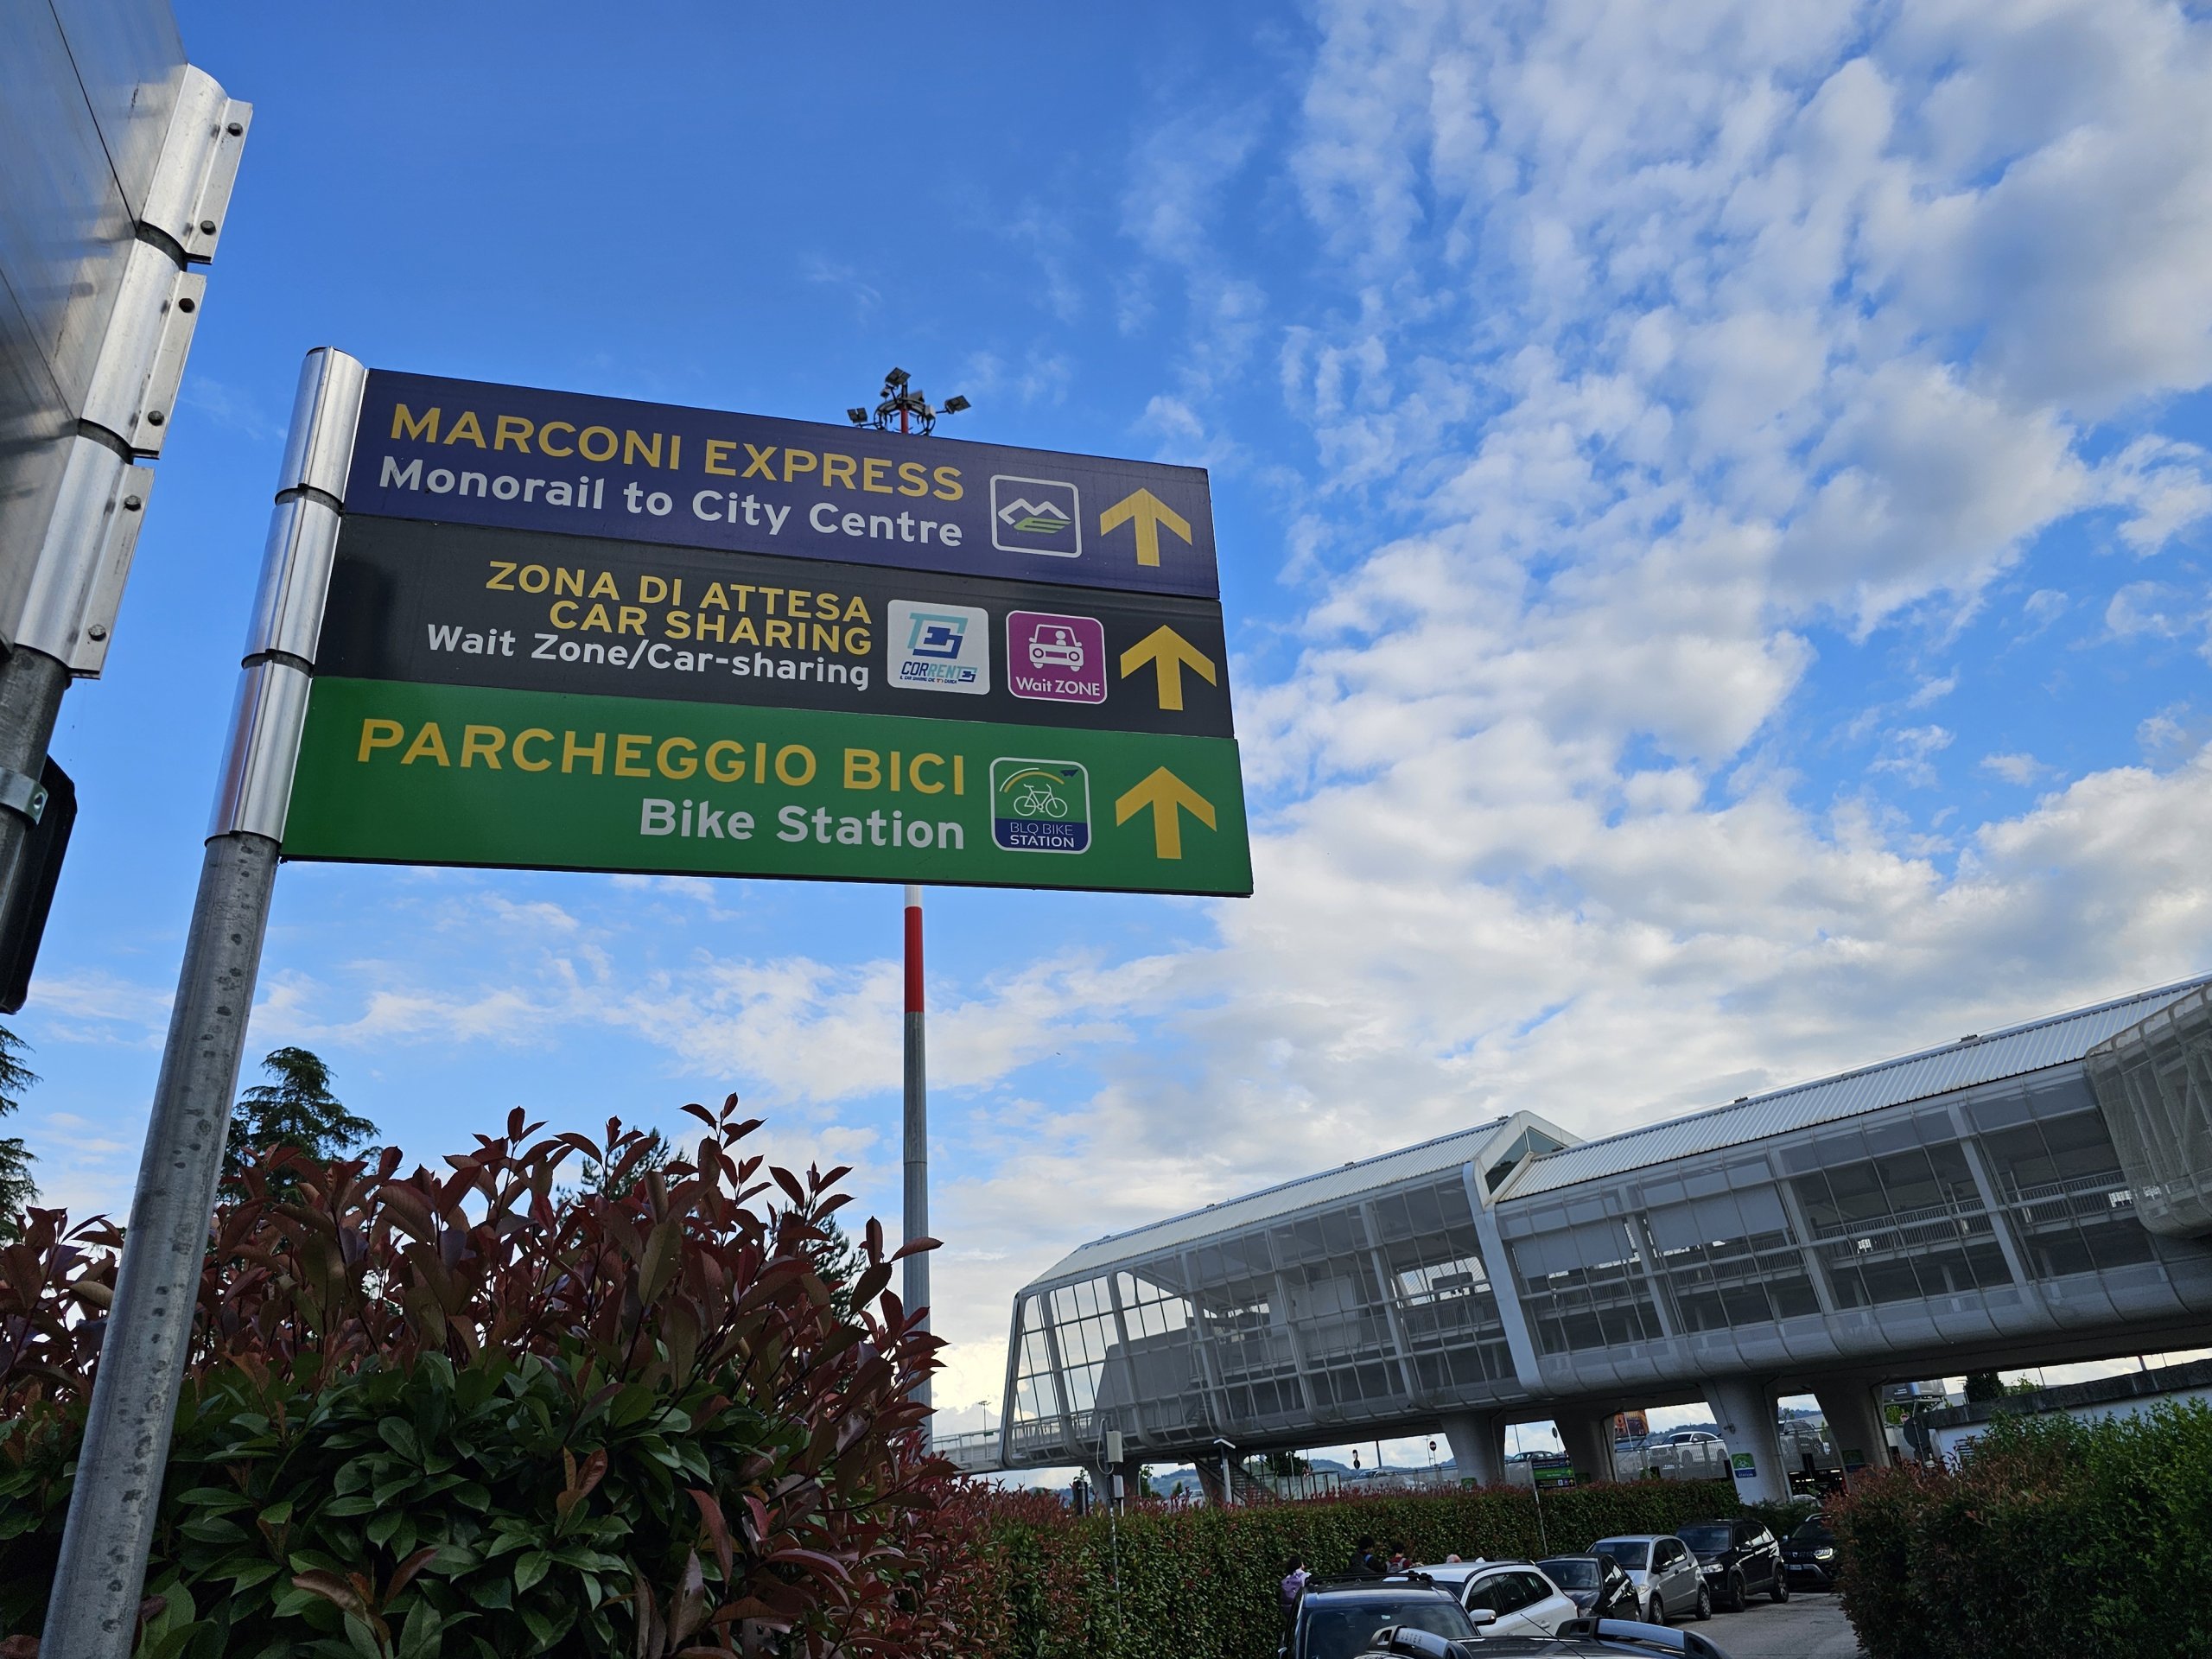 MARCONI EXPRESS
Monorail to City Centre
ZONA DI ATTESA
CAR SHARING
Wait Zone/Car-sharing
CORRENTE
Wait ZONE
PARCHEGGIO BICI
Bike Station
BLQ BIKE
STATION